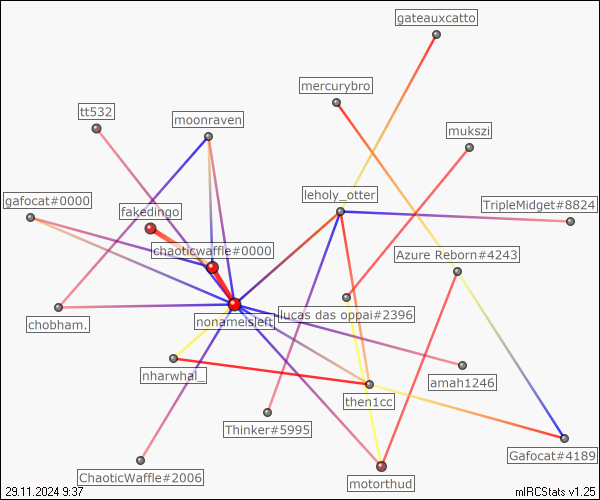 gateauxcatto
mercurybro
tt532
moonraven
mukszi
leholy_otter
gafocat#0000
TripleMidget#8824
fakedingo
chaoticwaffle#0000
Azure Reborn#4243
lucas das oppai#2396
nonameisleft
chobham.
nharwhal_
amah1246
then1cc
Thinker#5995
Gafocat#4189
ChaoticWaffle#2006
motorthud
29.11.2024 9:37
mIRCStats v1.25